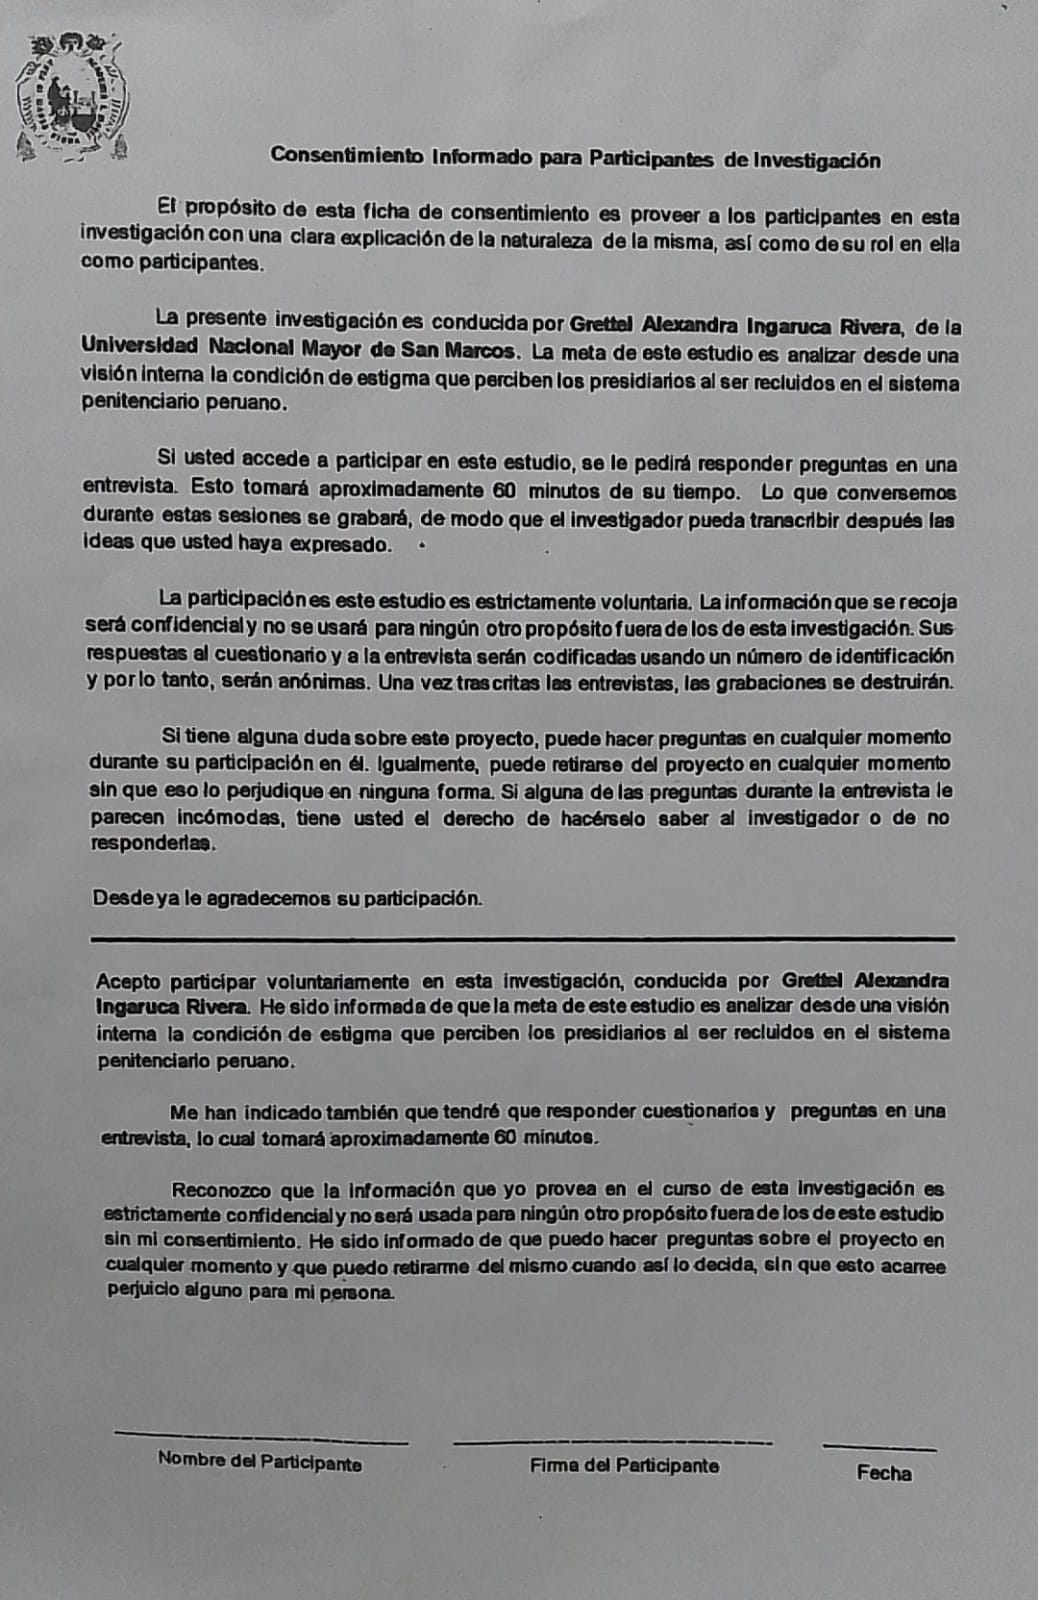 Consentimiento Informado para Participantes de Investigación
El propósito de esta ficha de consentimiento es proveer a los participantes en esta
investigación con una clara explicación de la naturaleza de la misma, así como de su rol en ella
como participantes.
La presente investigación es conducida por Grettel Alexandra Ingaruca Rivera, de la
Universidad Nacional Mayor de San Marcos. La meta de este estudio es analizar desde una
visión interna la condición de estigma que perciben los presidiarios al ser recluidos en el sistema
penitenciario peruano.
Si usted accede a participar en este estudio, se le pedirá responder preguntas en una
entrevista. Esto tomará aproximadamente 60 minutos de su tiempo. Lo que conversemos
durante estas sesiones se grabará, de modo que el investigador pueda transcribir después las
ideas que usted haya expresado.
La participación es este estudio es estrictamente voluntaria. La información que se recoja
será confidencial y no se usará para ningún otro propósito fuera de los de esta investigación. Sus
respuestas al cuestionario y a la entrevista serán codificadas usando un número de identificación
y por lo tanto, serán anónimas. Una vez trascritas las entrevistas, las grabaciones se destruirán.
Si tiene alguna duda sobre este proyecto, puede hacer preguntas en cualquier momento
durante su participación en él. Igualmente, puede retirarse del proyecto en cualquier momento
sin que eso lo perjudique en ninguna forma. Si alguna de las preguntas durante la entrevista le
parecen incómodas, tiene usted el derecho de hacérselo saber al investigador o de no
responderlas.
Desde ya le agradecemos su participación.
Acepto participar voluntariamente en esta investigación, conducida por Grettel Alexandra
Ingaruca Rivera. He sido informada de que la meta de este estudio es analizar desde una visión
interna la condición de estigma que perciben los presidiarios al ser recluidos en el sistema
penitenciario peruano.
Me han indicado también que tendré que responder cuestionarios y preguntas en una
entrevista, lo cual tomará aproximadamente 60 minutos.
Reconozco que la información que yo provea en el curso de esta investigación es
estrictamente confidencial y no será usada para ningún otro propósito fuera de los de este estudio
sin mi consentimiento. He sido informado de que puedo hacer preguntas sobre el proyecto en
cualquier momento y que puedo retirarme del mismo cuando así lo decida, sin que esto acarree
perjuicio alguno para mi persona.
Nombre del Participante
Firma del Participante
Fecha